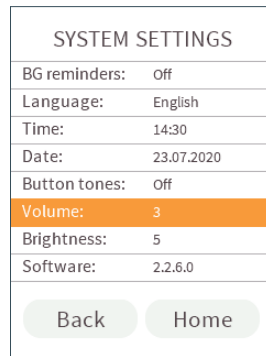 SYSTEM SETTINGS
BG reminders: Off
Language: English
Time: 14:30
Date: 23.07.2020
Button tones: Off
Volume: 3
Brightness: 5
Software: 2.2.6.0
Back Home